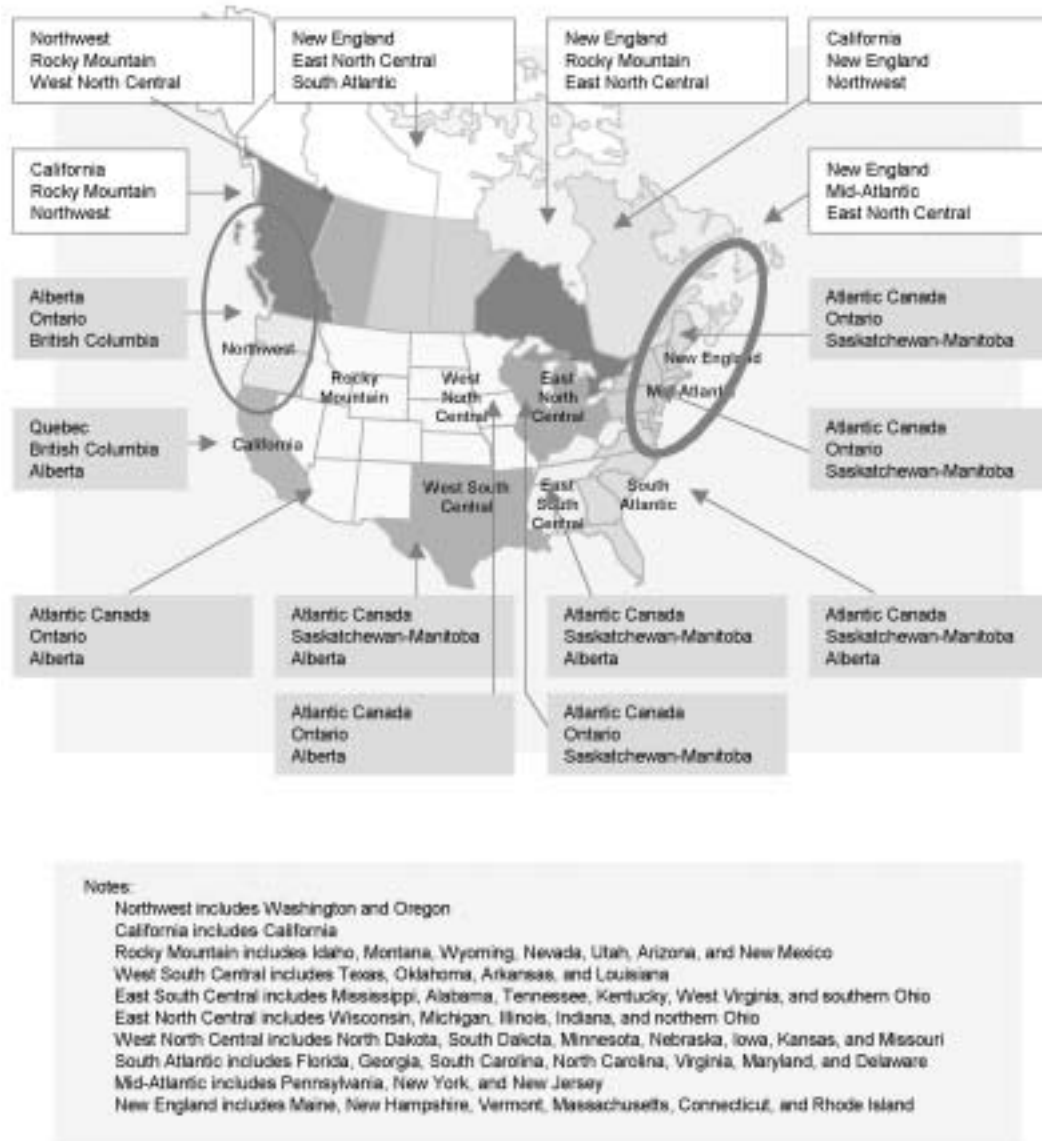 Northwest
Rocky Mountain
West North Central
New England
East North Central
South Atlantic
New England
Rocky Mountain
East North Central
California
New England
Northwest
California
Rocky Mountain
Northwest
New England
Mid-Atlantic
East North Central
Alberta
Ontario
British Columbia
Atlantic Canada
Ontario
Saskatchewan-Manitoba
Northwest
Rocky
Mountain
West
North
Central
East
North
Central
New England
Mid-Atlantic
Quebec
British Columbia
Alberta
California
Atlantic Canada
Ontario
Saskatchewan-Manitoba
West South
Central
East
South
Central
South
Atlantic
Atlantic Canada
Ontario
Alberta
Atlantic Canada
Saskatchewan-Manitoba
Alberta
Atlantic Canada
Saskatchewan-Manitoba
Alberta
Atlantic Canada
Saskatchewan-Manitoba
Alberta
Atlantic Canada
Ontario
Alberta
Atlantic Canada
Ontario
Saskatchewan-Manitoba
Notes:
Northwest includes Washington and Oregon
California includes California
Rocky Mountain includes Idaho, Montana, Wyoming, Nevada, Utah, Arizona, and New Mexico
West South Central includes Texas, Oklahoma, Arkansas, and Louisiana
East South Central includes Mississippi, Alabama, Tennessee, Kentucky, West Virginia, and southern Ohio
East North Central includes Wisconsin, Michigan, Illinois, Indiana, and northern Ohio
West North Central includes North Dakota, South Dakota, Minnesota, Nebraska, Iowa, Kansas, and Missouri
South Atlantic includes Florida, Georgia, South Carolina, North Carolina, Virginia, Maryland, and Delaware
Mid-Atlantic includes Pennsylvania, New York, and New Jersey
New England includes Maine, New Hampshire, Vermont, Massachusetts, Connecticut, and Rhode Island